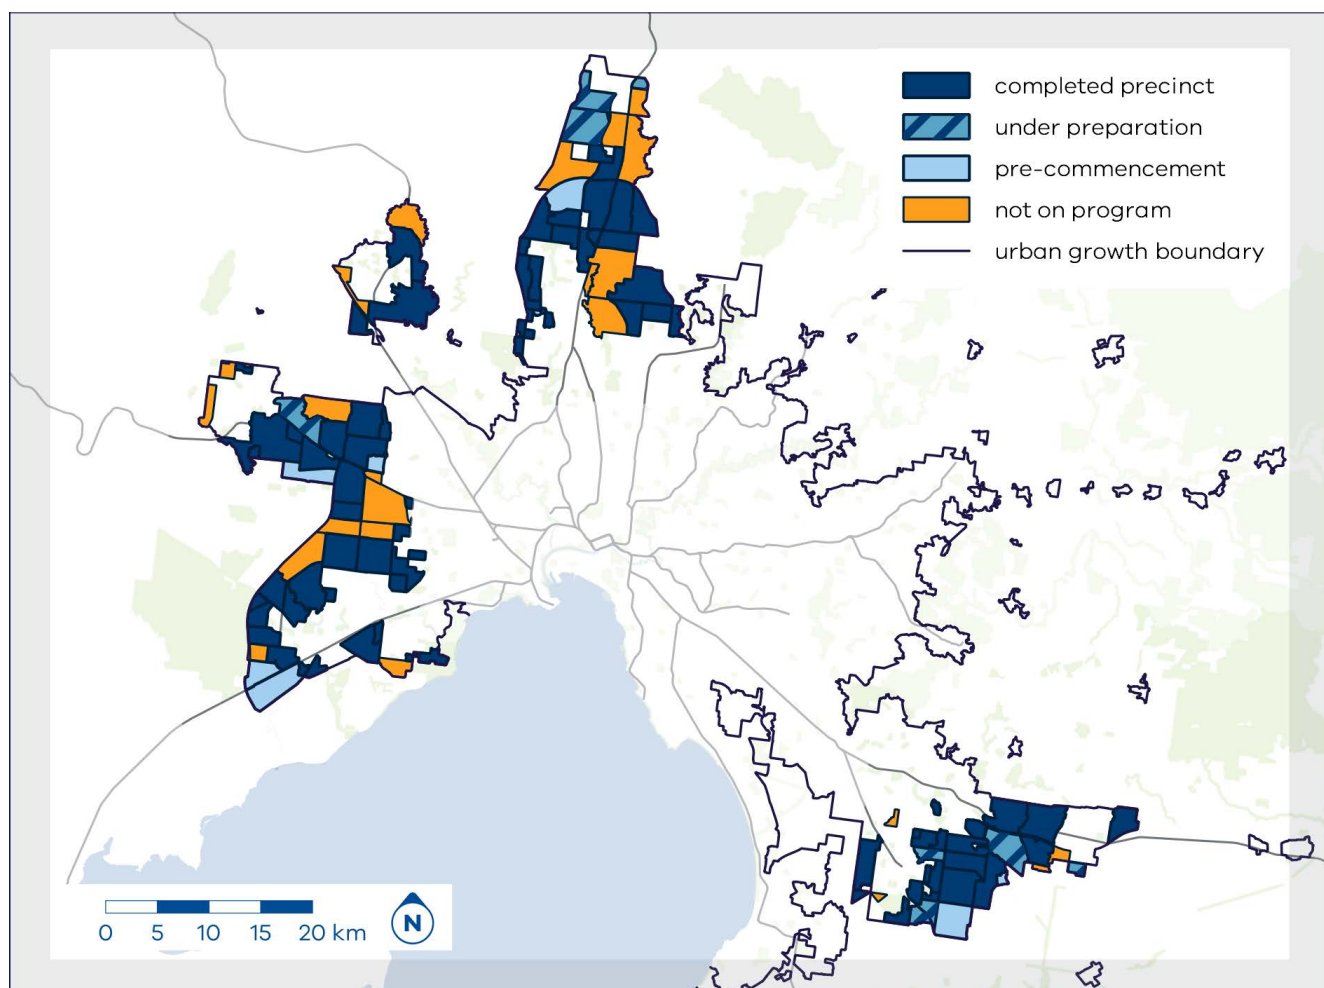 completed precinct
under preparation
pre-commencement
not on program
urban growth boundary
0 5 10 15 20 km
N